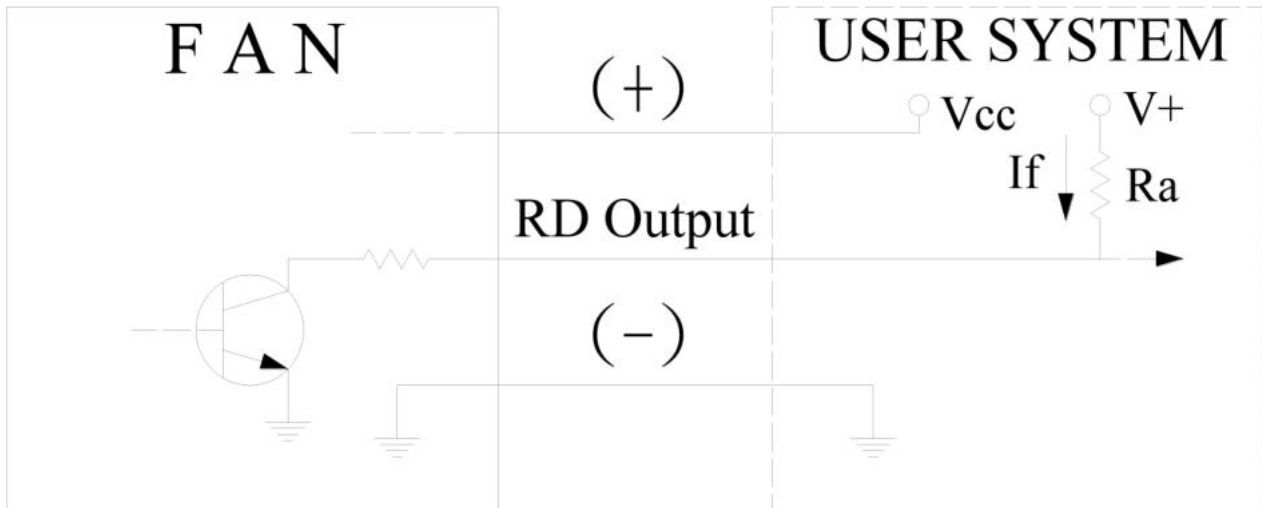 F A N
USER SYSTEM
(+)
Vcc
V+
If
Ra
RD Output
(-)